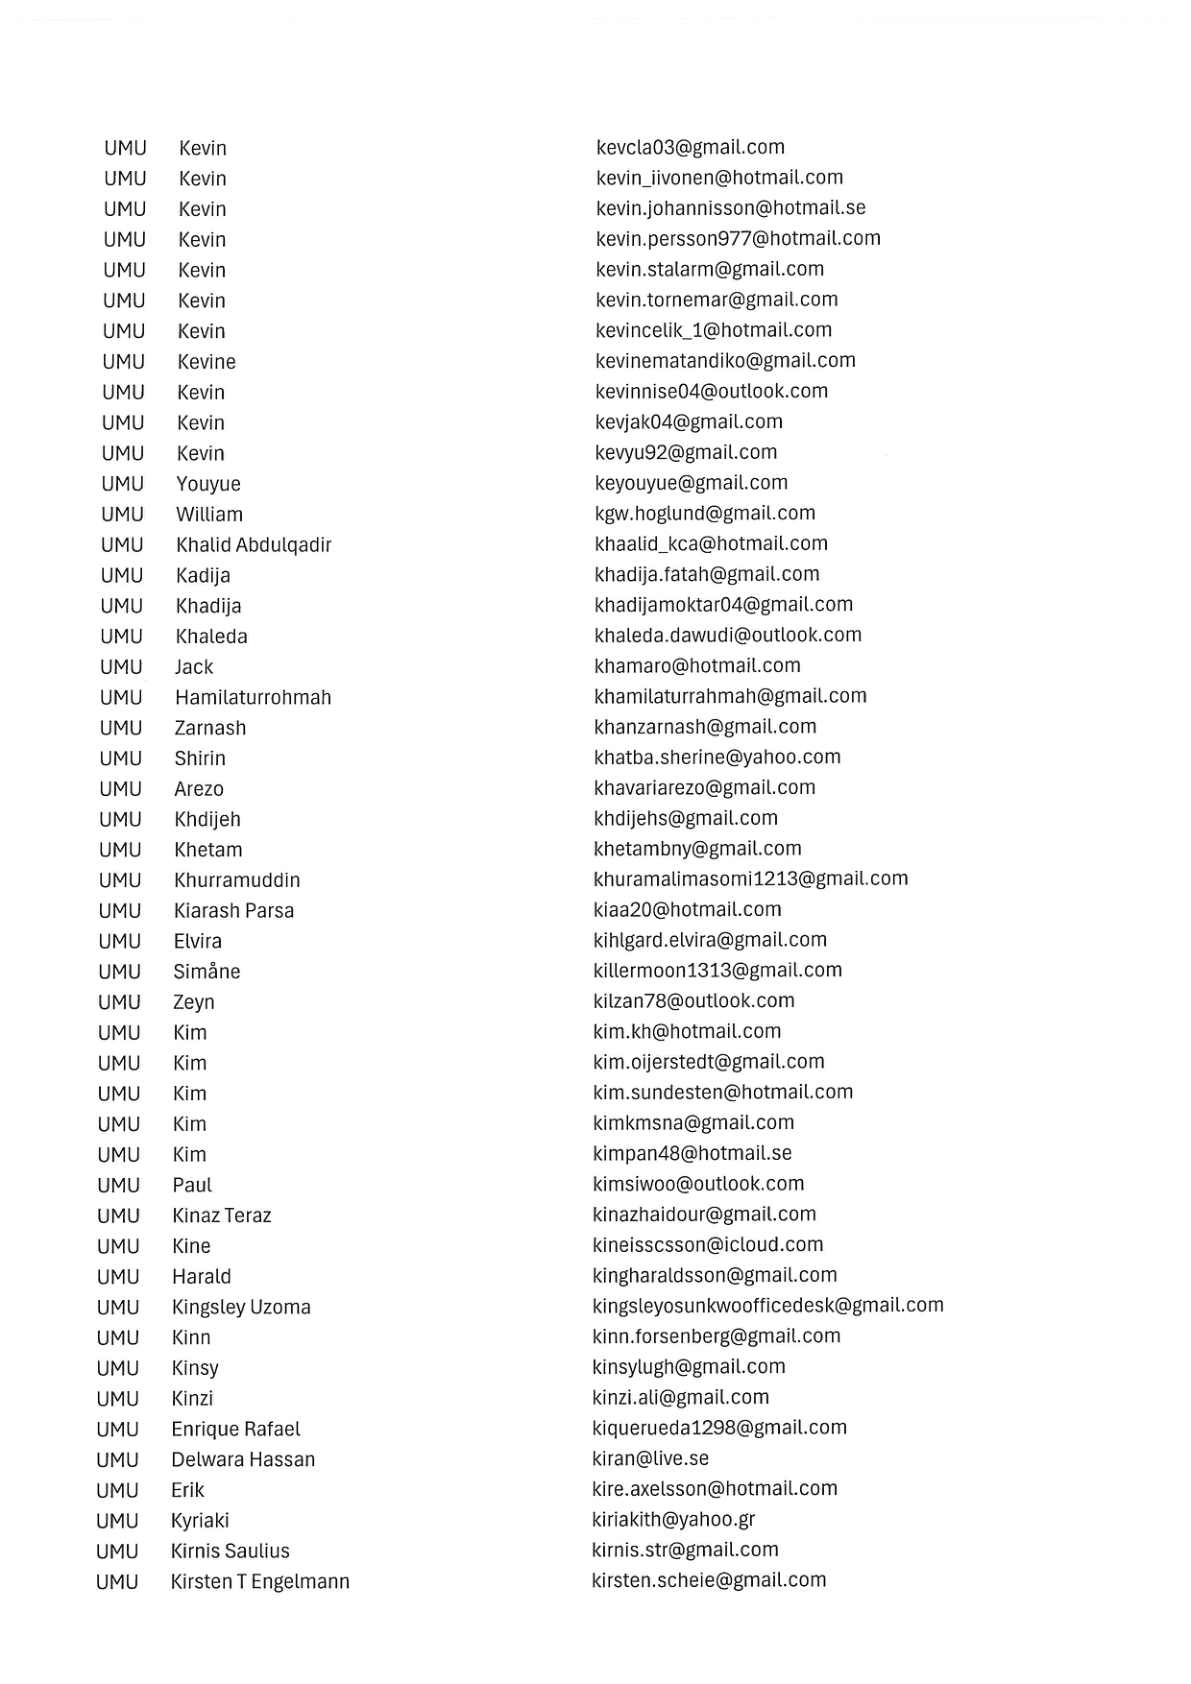 UMU Kevin kevcla03@gmail.com
UMU Kevin kevin_iivonen@hotmail.com
UMU Kevin kevin.johannisson@hotmail.se
UMU Kevin kevin.persson977@hotmail.com
UMU Kevin kevin.stalarm@gmail.com
UMU Kevin kevin.tornemar@gmail.com
UMU Kevin kevincelik_1@hotmail.com
UMU Kevine kevinematandiko@gmail.com
UMU Kevin kevinnise04@outlook.com
UMU Kevin kevjak04@gmail.com
UMU Kevin kevyu92@gmail.com
UMU Youyue keyouyue@gmail.com
UMU William kgw.hoglund@gmail.com
UMU Khalid Abdulqadir khaalid_kca@hotmail.com
UMU Kadija khadija.fatah@gmail.com
UMU Khadija khadijamoktar04@gmail.com
UMU Khaleda khaleda.dawudi@outlook.com
UMU Jack khamaro@hotmail.com
UMU Hamilaturrohmah khamilaturrahmah@gmail.com
UMU Zarnash khanzarnash@gmail.com
UMU Shirin khatba.sherine@yahoo.com
UMU Arezo khavariarezo@gmail.com
UMU Khdijeh khdijehs@gmail.com
UMU Khetam khetambny@gmail.com
UMU Khurramuddin khuramalimasomi1213@gmail.com
UMU Kiarash Parsa kiaa20@hotmail.com
UMU Elvira kihlgard.elvira@gmail.com
UMU Simåne killermoon1313@gmail.com
UMU Zeyn kilzan78@outlook.com
UMU Kim kim.kh@hotmail.com
UMU Kim kim.oijerstedt@gmail.com
UMU Kim kim.sundesten@hotmail.com
UMU Kim kimkmsna@gmail.com
UMU Kim kimpan48@hotmail.se
UMU Paul kimsiwoo@outlook.com
UMU Kinaz Teraz kinazhaidour@gmail.com
UMU Kine kineisscsson@icloud.com
UMU Harald kingharaldsson@gmail.com
UMU Kingsley Uzoma kingsleyosunkwoofficedesk@gmail.com
UMU Kinn kinn.forsenberg@gmail.com
UMU Kinsy kinsylugh@gmail.com
UMU Kinzi kinzi.ali@gmail.com
UMU Enrique Rafael kiquerueda1298@gmail.com
UMU Delwara Hassan kiran@live.se
UMU Erik kire.axelsson@hotmail.com
UMU Kyriaki kiriakith@yahoo.gr
UMU Kirnis Saulius kirnis.str@gmail.com
UMU Kirsten T Engelmann kirsten.scheie@gmail.com